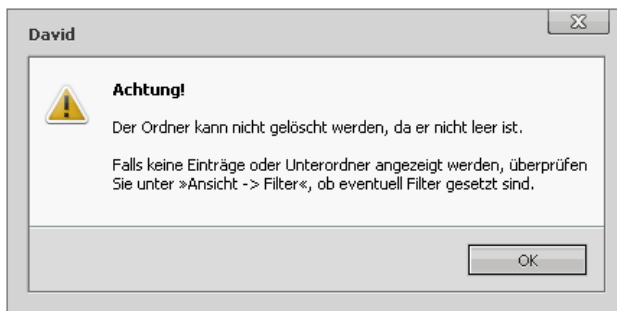 David
Achtung!
Der Ordner kann nicht gelöscht werden, da er nicht leer ist.
Falls keine Einträge oder Unterordner angezeigt werden, überprüfen
Sie unter »Ansicht -> Filter«, ob eventuell Filter gesetzt sind.
OK